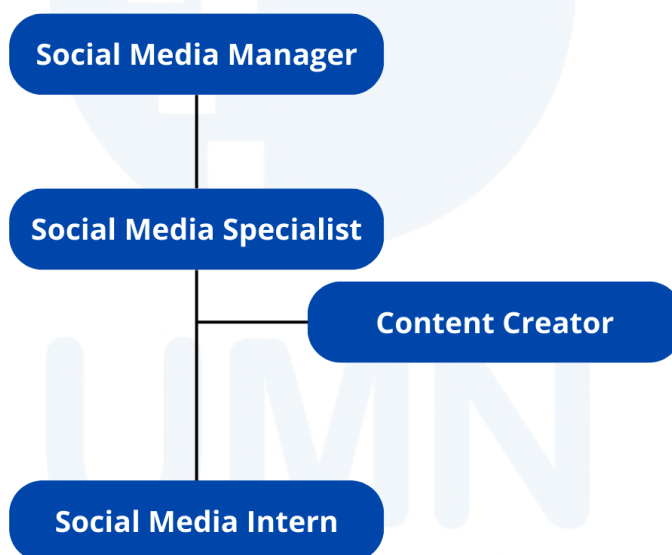 Social Media Manager
Social Media Specialist
Content Creator
UMN
Social Media Intern